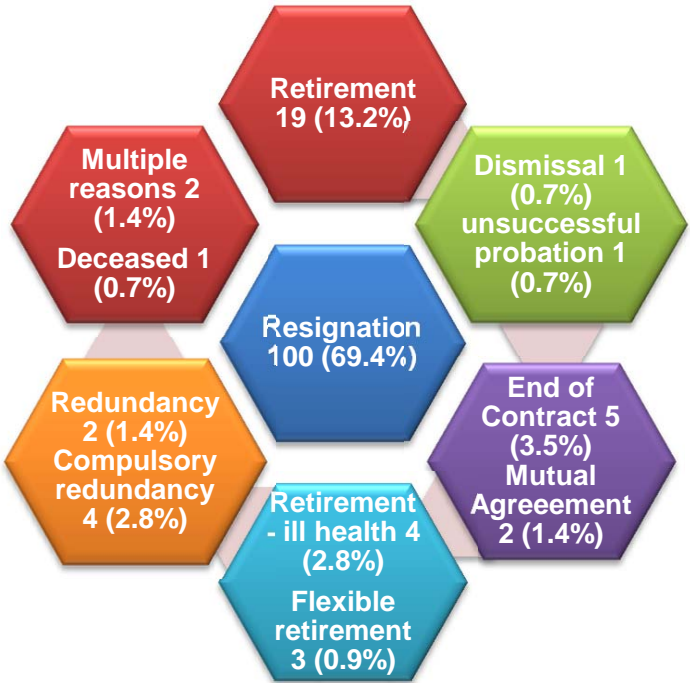 Retirement
19 (13.2%)
Multiple
reasons 2
(1.4%)
Deceased 1
(0.7%)
Dismissal 1
(0.7%)
unsuccessful
probation 1
(0.7%)
Resignation
100 (69.4%)
Redundancy
2 (1.4%)
Compulsory
redundancy
4 (2.8%)
End of
Contract 5
(3.5%)
Mutual
Agreeement
2 (1.4%)
Retirement
- ill health 4
(2.8%)
Flexible
retirement
3 (0.9%)